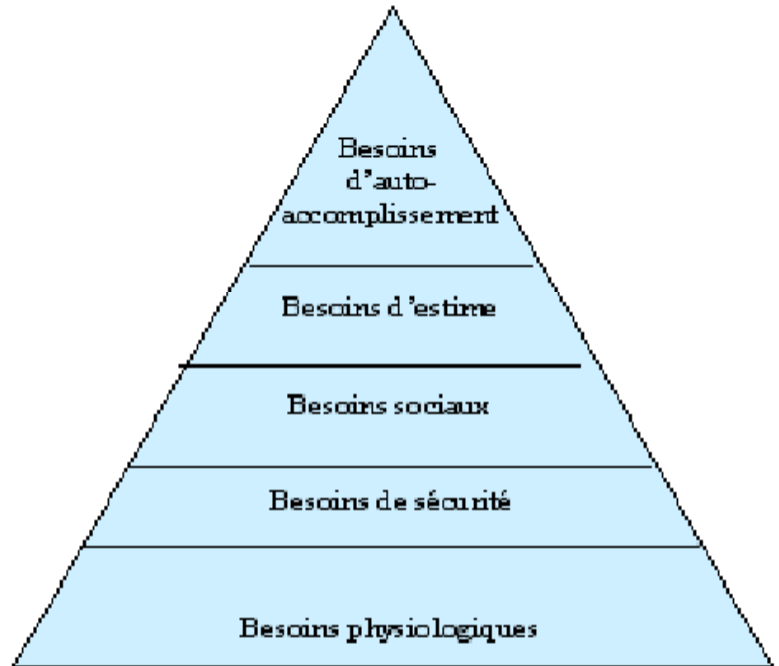 Besoins
d'auto-
accomplissement
Besoins d'estime
Besoins sociaux
Besoins de sécurité
Besoins physiologiques